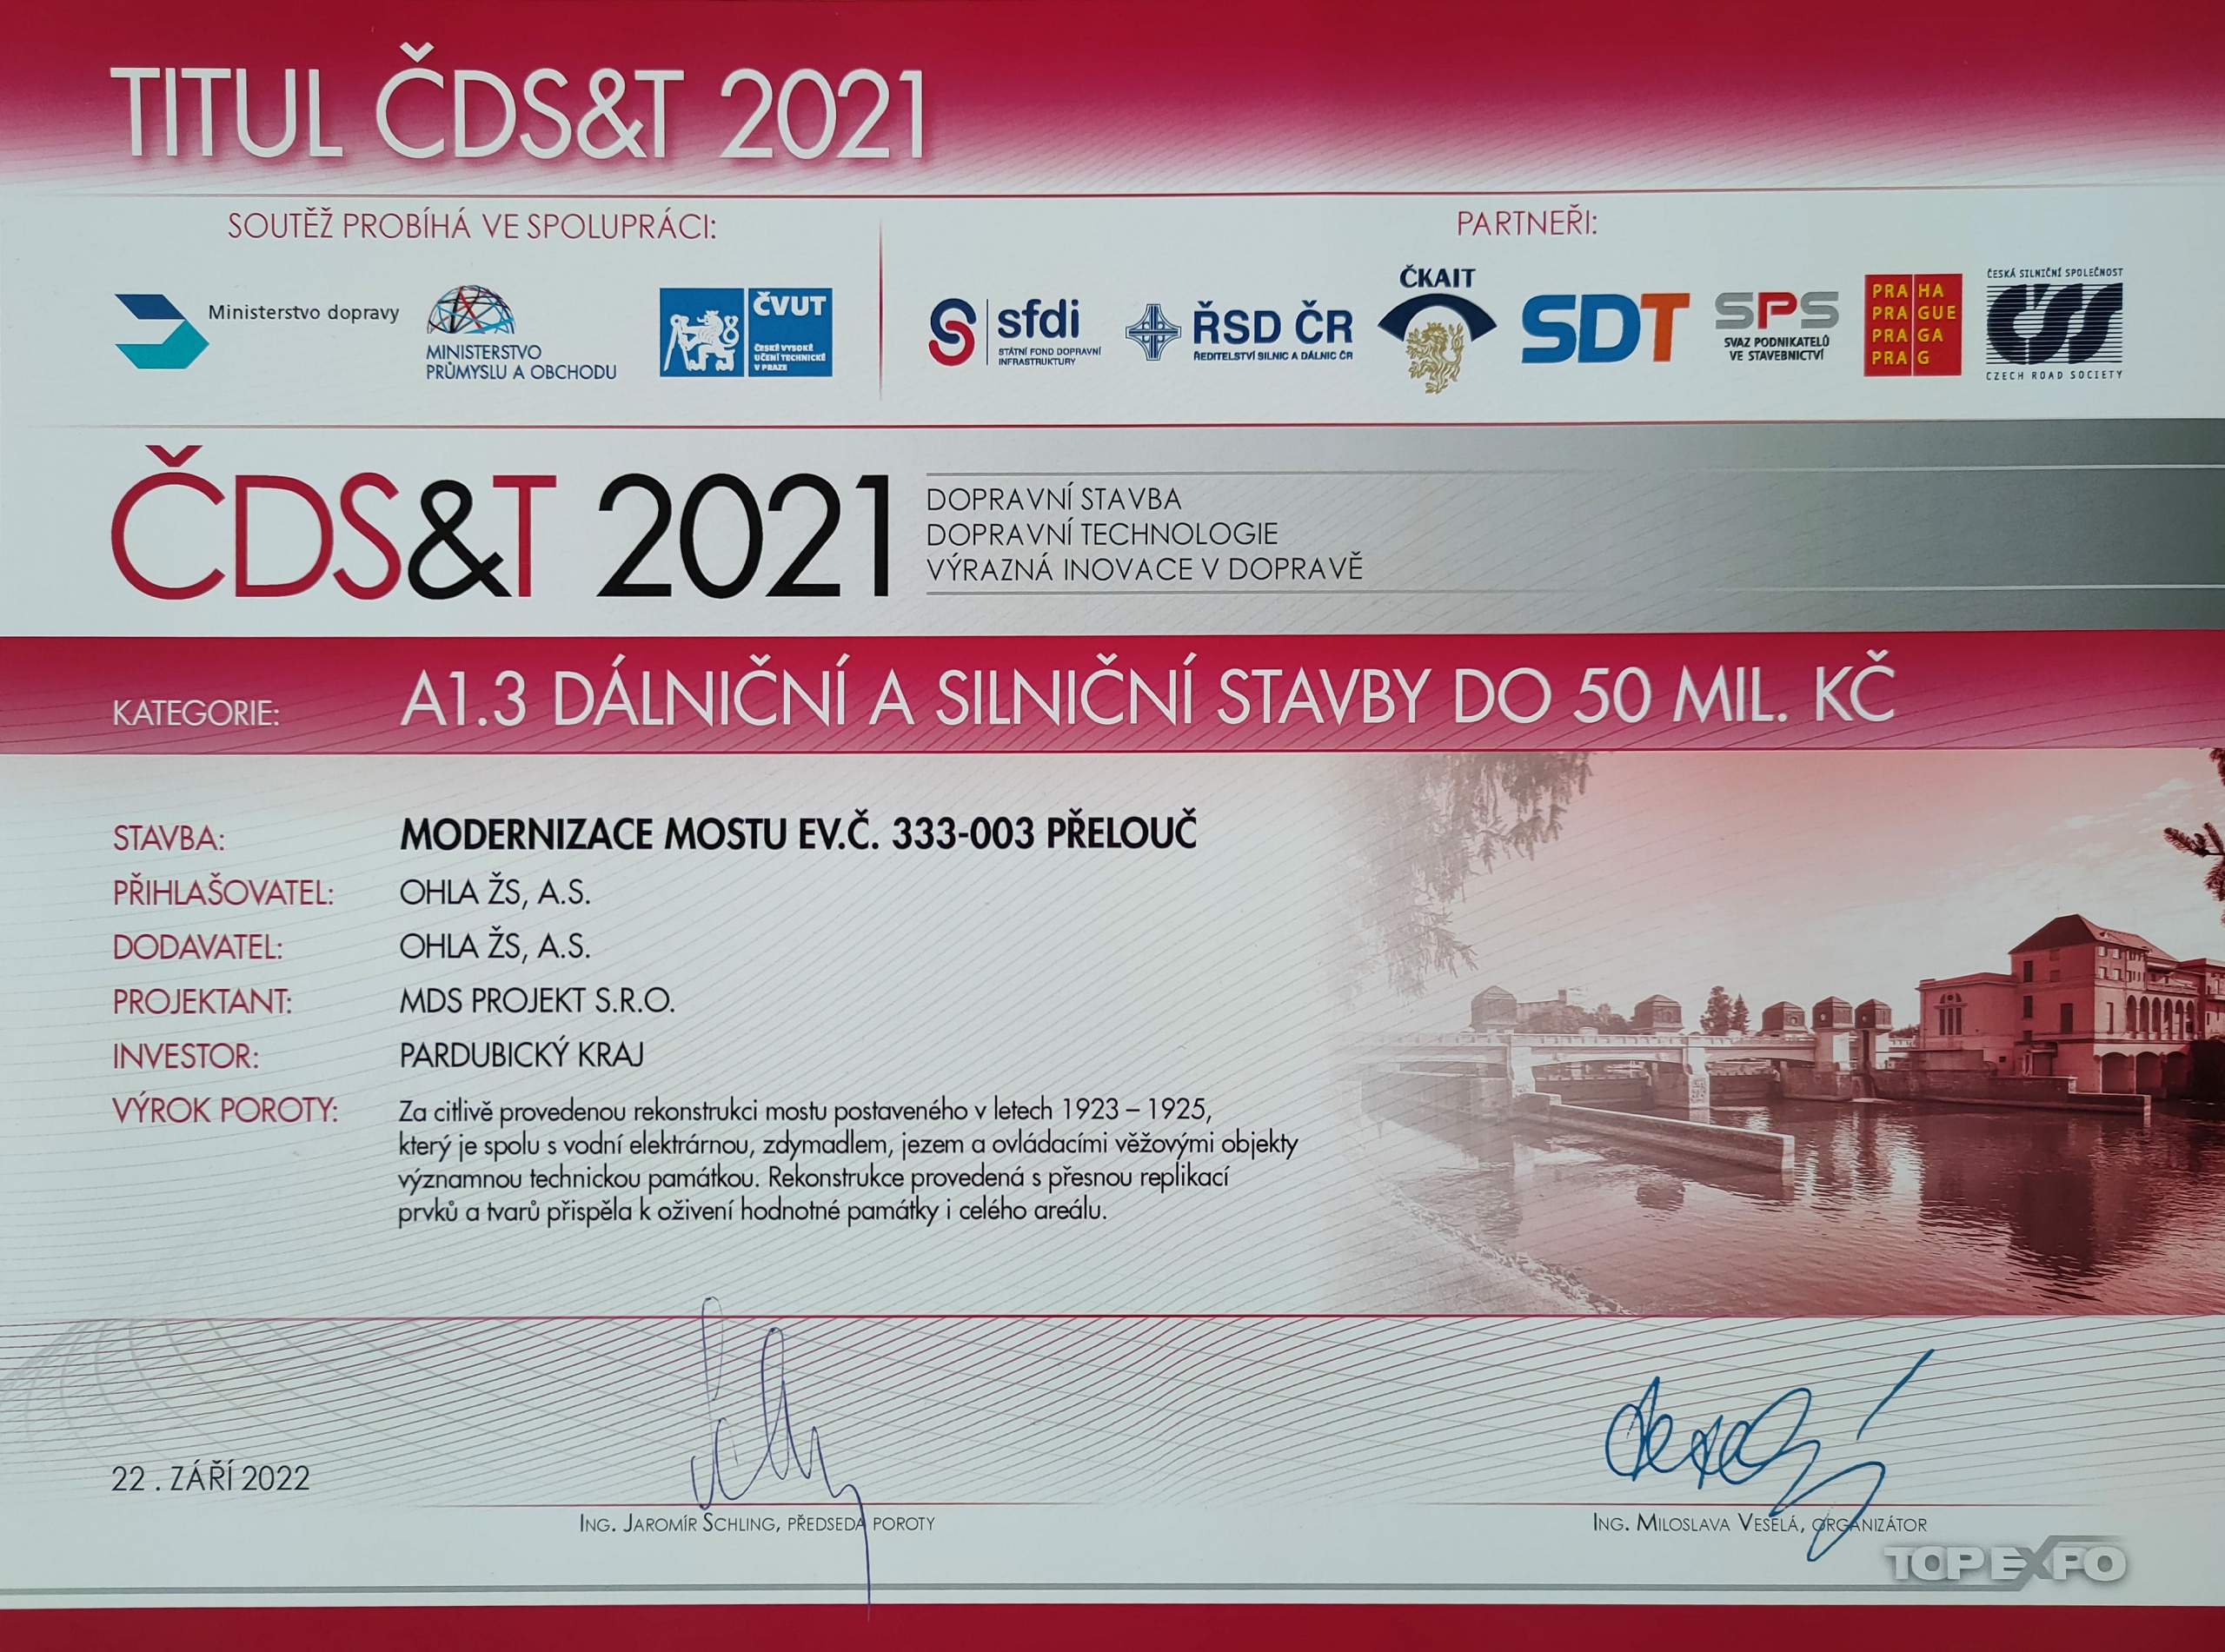 TITUL ČDS&T 2021
SOUTĚŽ PROBÍHÁ VE SPOLUPRÁCI:
Ministerstvo dopravy
MINISTERSTVO
PRŮMYSLU A OBCHODU
ČVUT
ČESKÉ VYSOKÉ
UČENÍ TECHNICKÉ
V PRAZE
PARTNEŘI:
sfdi
STÁTNÍ FOND DOPRAVNÍ
INFRASTRUKTURY
ŘSD ČR
ŘEDITELSTVÍ SILNIC A DÁLNIC ČR
ČKAIT
SDT
SPS
SVAZ PODNIKATELŮ
VE STAVEBNICTVÍ
PRA HA
PRA GUE
PRA GA
PRA G
ČESKÁ SILNIČNÍ SPOLEČNOST
ČSS
CZECH ROAD SOCIETY
ČDS&T 2021
DOPRAVNÍ STAVBA
DOPRAVNÍ TECHNOLOGIE
VÝRAZNÁ INOVACE V DOPRAVĚ
KATEGORIE: A1.3 DÁLNIČNÍ A SILNIČNÍ STAVBY DO 50 MIL. KČ
STAVBA: MODERNIZACE MOSTU EV.Č. 333-003 PŘELOUČ
PŘIHLAŠOVATEL: OHLA ŽS, A.S.
DODAVATEL: OHLA ŽS, A.S.
PROJEKTANT: MDS PROJEKT S.R.O.
INVESTOR: PARDUBICKÝ KRAJ
VÝROK POROTY: Za citlivě provedenou rekonstrukci mostu postaveného v letech 1923 – 1925,
který je spolu s vodní elektrárnou, zdymadlem, jezem a ovládacími věžovými objekty
významnou technickou památkou. Rekonstrukce provedená s přesnou replikací
prvků a tvarů přispěla k oživení hodnotné památky i celého areálu.
22 . ZÁŘÍ 2022
ING. JAROMÍR SCHLING, PŘEDSEDA POROTY
ING. MILOSLAVA VESELÁ, ORGANIZÁTOR
TOP EXPO